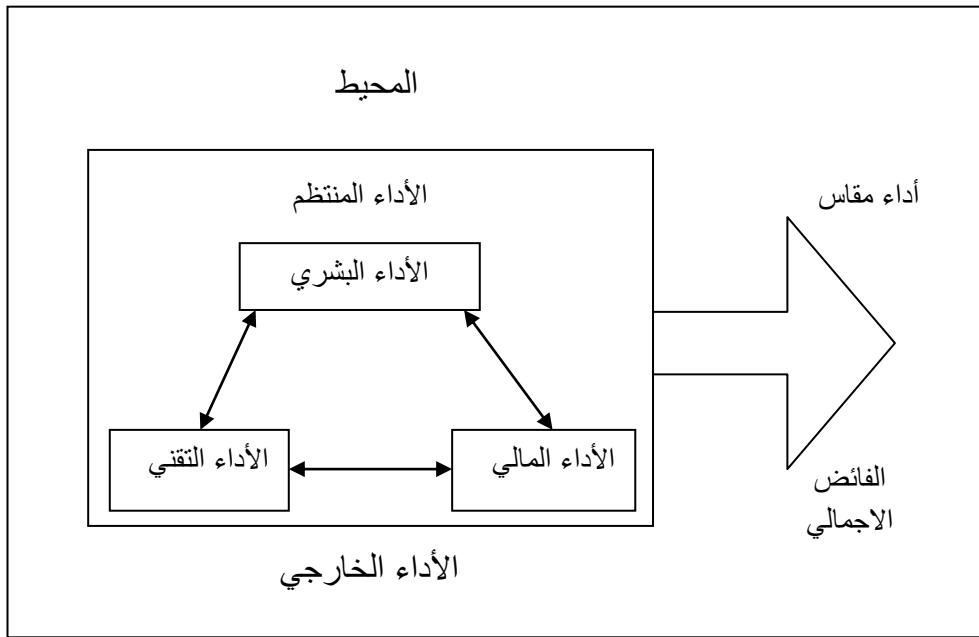 المحيط
الأداء المنتظم
أداء مقاس
الأداء البشري
الأداء المالي
الأداء التقني
الفائض
الاجمالي
الأداء الخارجي